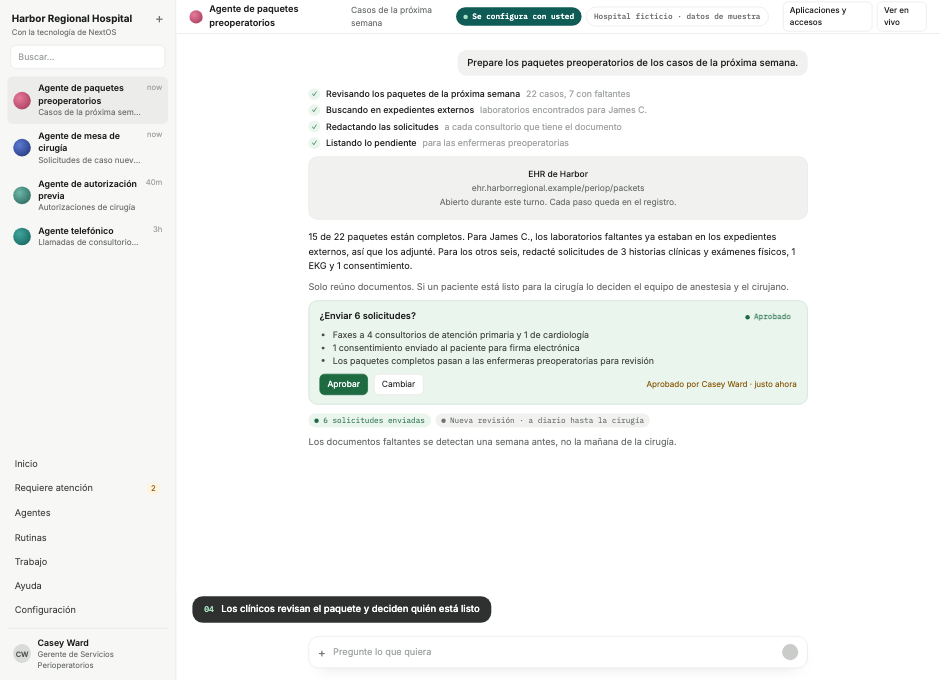 Harbor Regional Hospital
+
Con la tecnología de NextOS
Buscar...
Agente de paquetes preoperatorios
now
Casos de la próxima sem...
Agente de mesa de cirugía
now
Solicitudes de caso nuev...
Agente de autorización previa
40m
Autorizaciones de cirugía
Agente telefónico
3h
Llamadas de consultorio...
Inicio
Requiere atención
2
Agentes
Rutinas
Trabajo
Ayuda
Configuración
CW
Casey Ward
Gerente de Servicios
Perioperatorios
Agente de paquetes
preoperatorios
Casos de la próxima
semana
Se configura con usted
Hospital ficticio · datos de muestra
Aplicaciones y
accesos
Ver en
vivo
Prepare los paquetes preoperatorios de los casos de la próxima semana.
Revisando los paquetes de la próxima semana 22 casos, 7 con faltantes
Buscando en expedientes externos laboratorios encontrados para James C.
Redactando las solicitudes a cada consultorio que tiene el documento
Listando lo pendiente para las enfermeras preoperatorias
EHR de Harbor
ehr.harborregional.example/periop/packets
Abierto durante este turno. Cada paso queda en el registro.
15 de 22 paquetes están completos. Para James C., los laboratorios faltantes ya estaban en los expedientes
externos, así que los adjunté. Para los otros seis, redacté solicitudes de 3 historias clínicas y exámenes físicos, 1
EKG y 1 consentimiento.
Solo reúno documentos. Si un paciente está listo para la cirugía lo deciden el equipo de anestesia y el cirujano.
¿Enviar 6 solicitudes?
Aprobado
• Faxes a 4 consultorios de atención primaria y 1 de cardiología
• 1 consentimiento enviado al paciente para firma electrónica
• Los paquetes completos pasan a las enfermeras preoperatorias para revisión
Aprobar
Cambiar
Aprobado por Casey Ward · justo ahora
6 solicitudes enviadas
Nueva revisión · a diario hasta la cirugía
Los documentos faltantes se detectan una semana antes, no la mañana de la cirugía.
04 Los clínicos revisan el paquete y deciden quién está listo
+ Pregunte lo que quiera